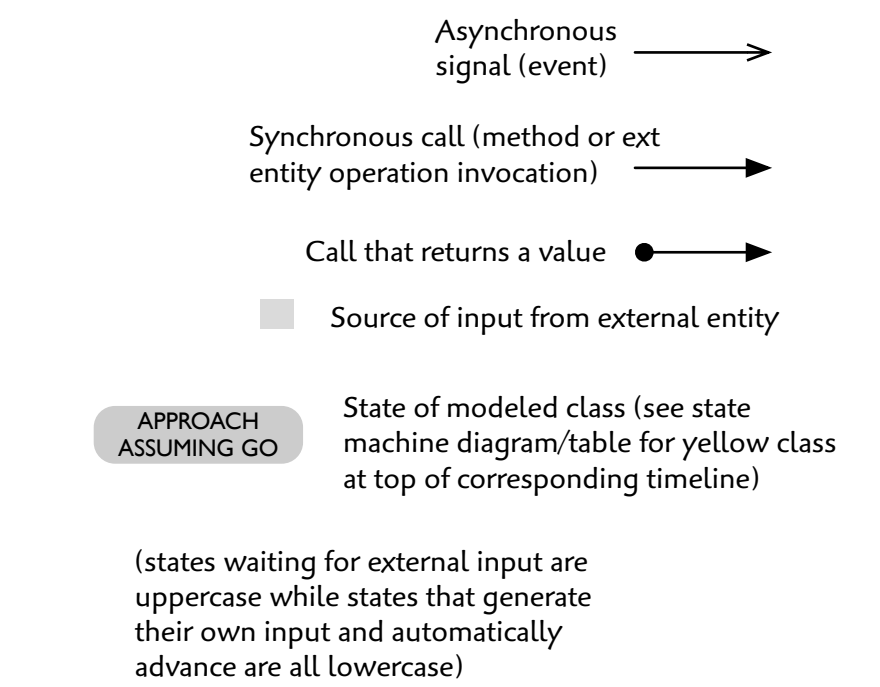 Asynchronous
signal (event)
Synchronous call (method or ext
entity operation invocation)
Call that returns a value
Source of input from external entity
APPROACH
ASSUMING GO
State of modeled class (see state
machine diagram/table for yellow class
at top of corresponding timeline)
(states waiting for external input are
uppercase while states that generate
their own input and automatically
advance are all lowercase)